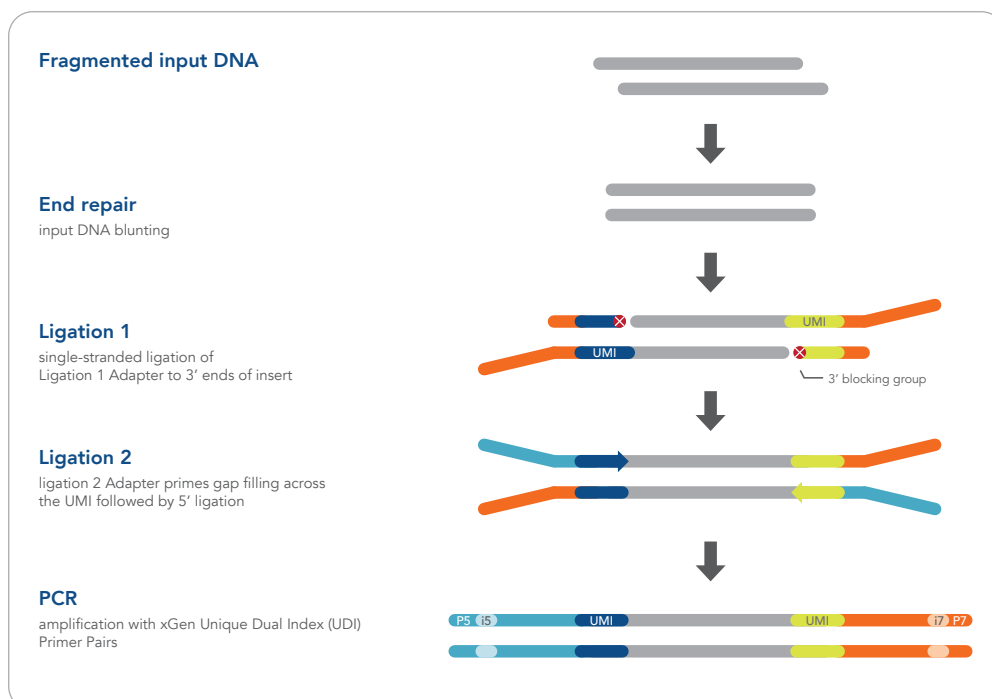 Fragmented input DNA
End repair
input DNA blunting
Ligation 1
single-stranded ligation of
Ligation 1 Adapter to 3’ ends of insert
UMI
UMI
3’ blocking group
Ligation 2
ligation 2 Adapter primes gap filling across
the UMI followed by 5’ ligation
PCR
amplification with xGen Unique Dual Index (UDI)
Primer Pairs
P5 i5 UMI UMI i7 P7